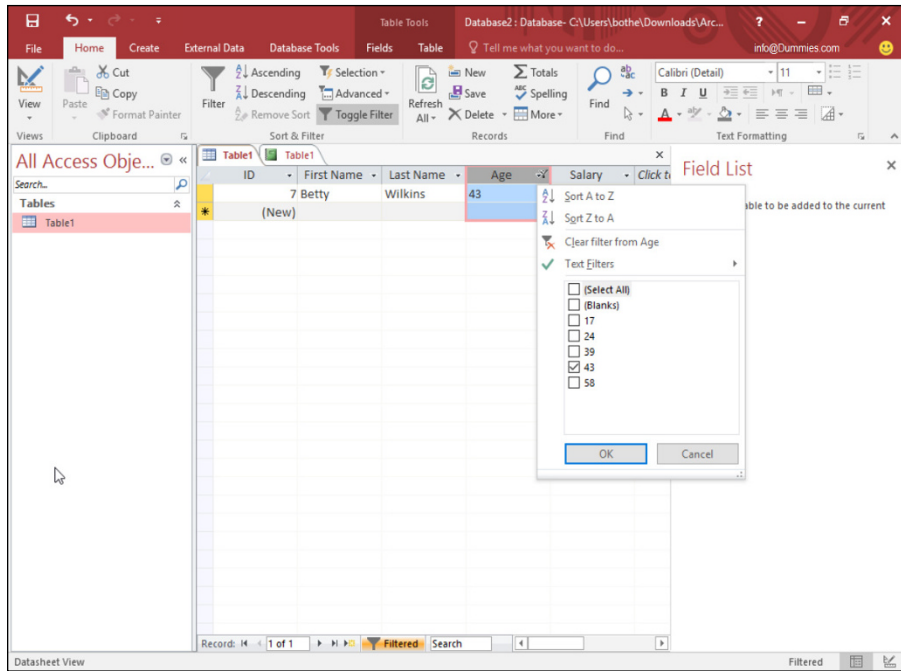 Table Tools
Database2 : Database- C:\Users\bothe\Downloads\Arc...
?
File
Home
Create
External Data
Database Tools
Fields
Table
Tell me what you want to do...
info@Dummies.com
View
Paste
Cut
Copy
Format Painter
Filter
Ascending
Descending
Remove Sort
Selection
Advanced
Toggle Filter
Refresh All
New
Save
Delete
Totals
Spelling
More
Find
Calibri (Detail)
11
B I U
Views
Clipboard
Sort & Filter
Records
Find
Text Formatting
All Access Obje...
Search...
Tables
Table1
Table1
Table1
ID First Name Last Name Age Salary Click t
7 Betty Wilkins 43
(New)
Sort A to Z
Sort Z to A
Clear filter from Age
Text Filters
(Select All)
(Blanks)
17
24
39
43
58
OK
Cancel
Field List
able to be added to the current
Record:
1 of 1
Filtered
Search
Datasheet View
Filtered